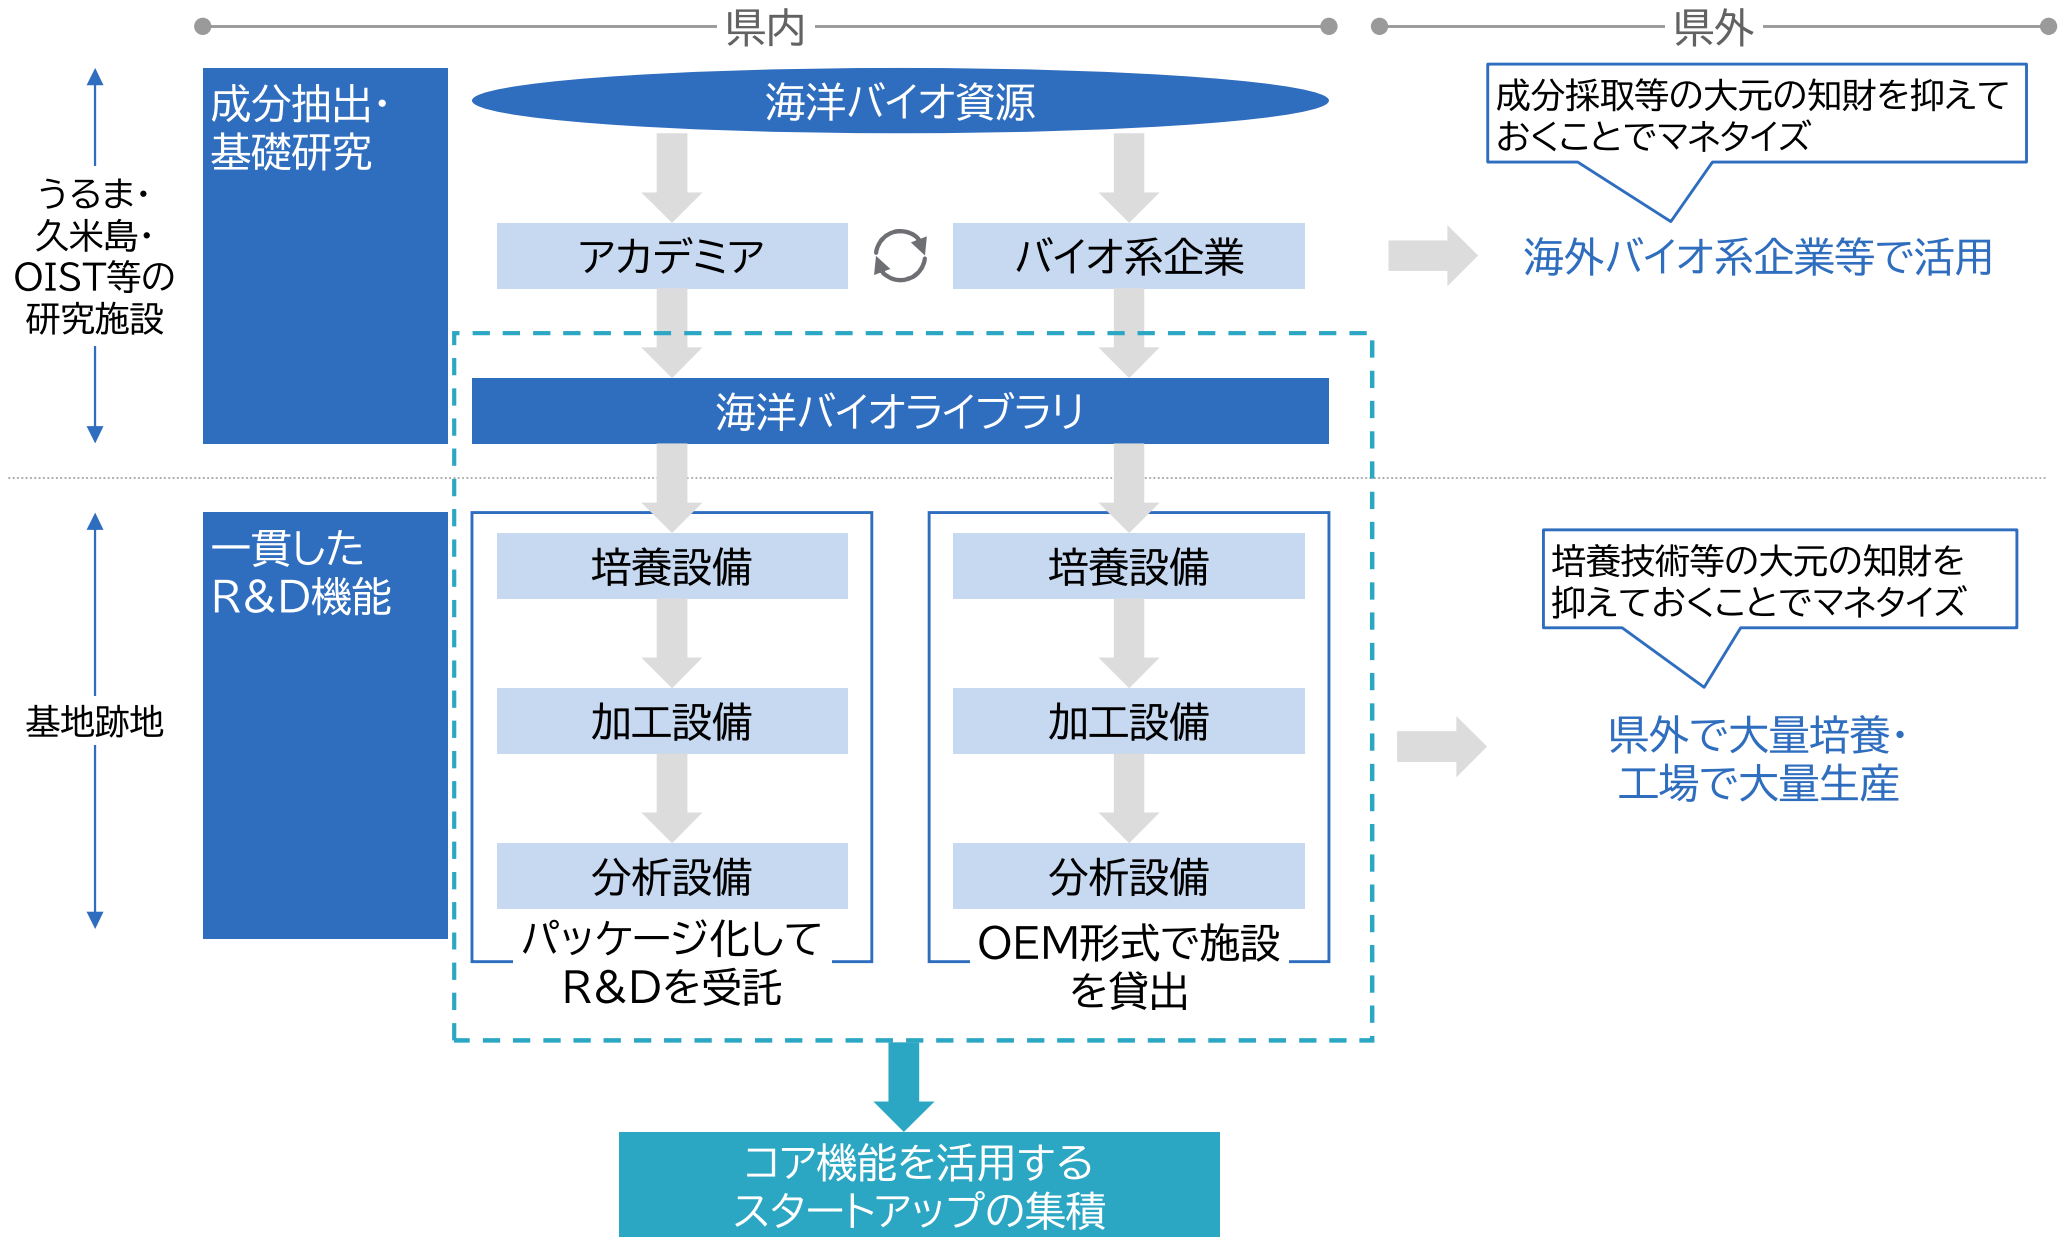 県内
県外
うるま・
久米島・
OIST等の
研究施設
成分抽出・
基礎研究
海洋バイオ資源
アカデミア
バイオ系企業
海洋バイオライブラリ
成分採取等の大元の知財を抑えて
おくことでマネタイズ
海外バイオ系企業等で活用
基地跡地
一貫した
R&D機能
培養設備
加工設備
分析設備
パッケージ化して
R&Dを受託
培養設備
加工設備
分析設備
OEM形式で施設
を貸出
培養技術等の大元の知財を
抑えておくことでマネタイズ
県外で大量培養・
工場で大量生産
コア機能を活用する
スタートアップの集積